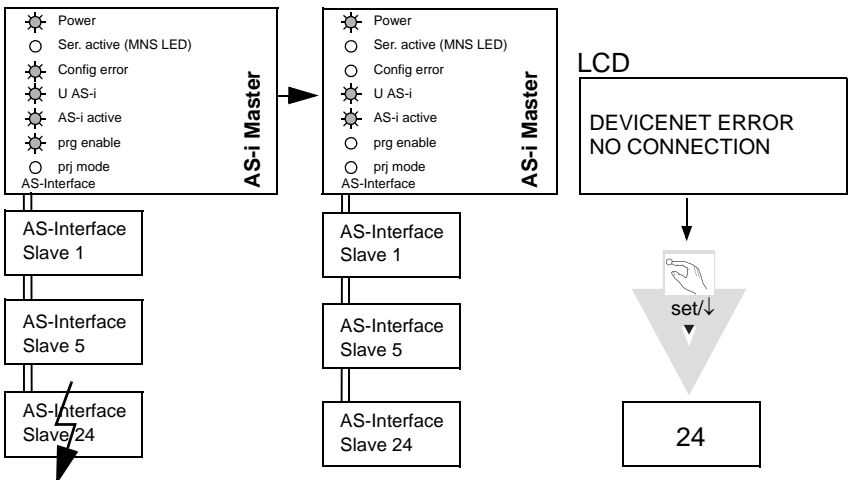 Power
Ser. active (MNS LED)
Config error
U AS-i
AS-i active
prg enable
prj mode
AS-Interface
AS-i Master
AS-Interface
Slave 1
AS-Interface
Slave 5
AS-Interface
Slave 24
Power
Ser. active (MNS LED)
Config error
U AS-i
AS-i active
prg enable
prj mode
AS-Interface
AS-i Master
AS-Interface
Slave 1
AS-Interface
Slave 5
AS-Interface
Slave 24
LCD
DEVICENET ERROR
NO CONNECTION
set/↓
24